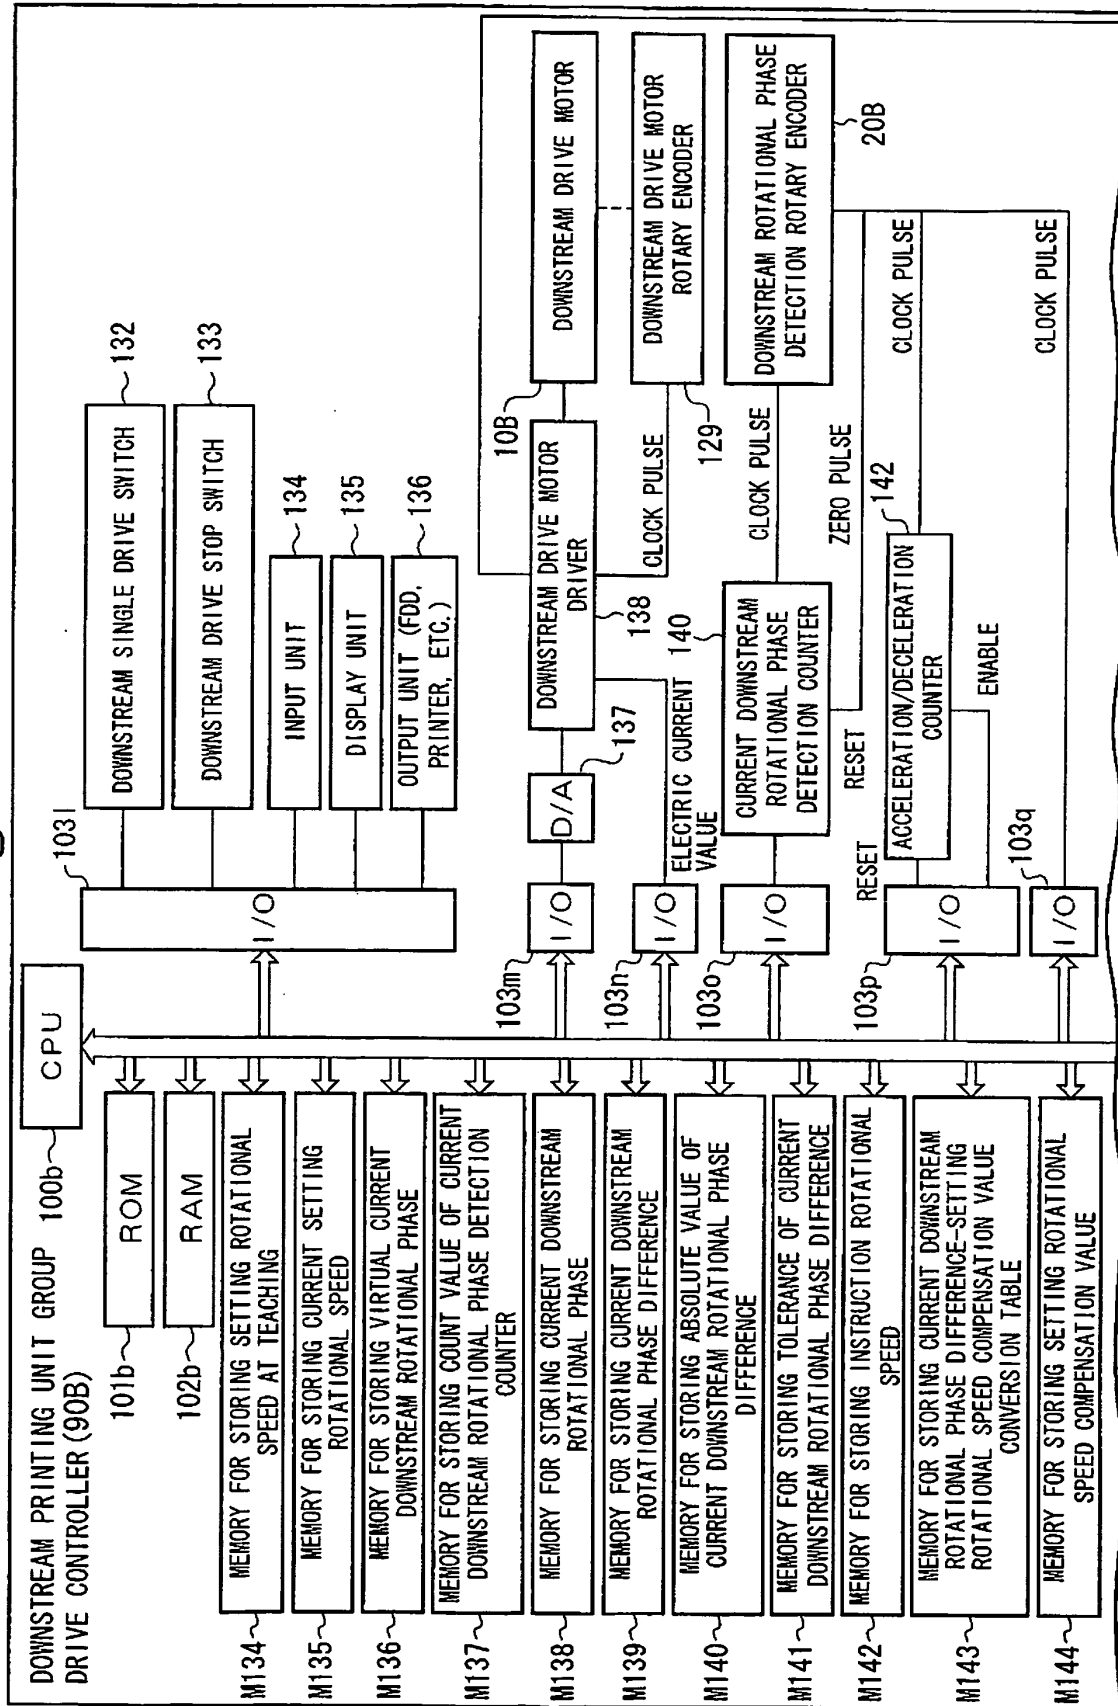 DOWNSTREAM PRINTING UNIT GROUP
DRIVE CONTROLLER(90B)
100b
CPU
101b
ROM
102b
RAM
M134
MEMORY FOR STORING SETTING ROTATIONAL
SPEED AT TEACHING
M135
MEMORY FOR STORING CURRENT SETTING
ROTATIONAL SPEED
M136
MEMORY FOR STORING VIRTUAL CURRENT
DOWNSTREAM ROTATIONAL PHASE
M137
MEMORY FOR STORING COUNT VALUE OF CURRENT
DOWNSTREAM ROTATIONAL PHASE DETECTION
COUNTER
M138
MEMORY FOR STORING CURRENT DOWNSTREAM
ROTATIONAL PHASE
M139
MEMORY FOR STORING CURRENT DOWNSTREAM
ROTATIONAL PHASE DIFFERENCE
M140
MEMORY FOR STORING ABSOLUTE VALUE OF
CURRENT DOWNSTREAM ROTATIONAL PHASE
DIFFERENCE
M141
MEMORY FOR STORING TOLERANCE OF CURRENT
DOWNSTREAM ROTATIONAL PHASE DIFFERENCE
M142
MEMORY FOR STORING INSTRUCTION ROTATIONAL
SPEED
M143
MEMORY FOR STORING CURRENT DOWNSTREAM
ROTATIONAL PHASE DIFFERENCE-SETTING
ROTATIONAL SPEED COMPENSATION VALUE
CONVERSION TABLE
M144
MEMORY FOR STORING SETTING ROTATIONAL
SPEED COMPENSATION VALUE
103l
I/O
DOWNSTREAM SINGLE DRIVE SWITCH
132
DOWNSTREAM DRIVE STOP SWITCH
133
INPUT UNIT
134
DISPLAY UNIT
135
OUTPUT UNIT (FDD,
PRINTER, ETC.)
136
103m
I/O
D/A
137
DOWNSTREAM DRIVE MOTOR
DRIVER
138
10B
DOWNSTREAM DRIVE MOTOR
103n
I/O
ELECTRIC CURRENT
VALUE
CLOCK PULSE
129
DOWNSTREAM DRIVE MOTOR
ROTARY ENCODER
103o
I/O
140
CURRENT DOWNSTREAM
ROTATIONAL PHASE
DETECTION COUNTER
CLOCK PULSE
DOWNSTREAM ROTATIONAL PHASE
DETECTION ROTARY ENCODER
20B
RESET
ZERO PULSE
103p
I/O
RESET
ACCELERATION/DECELERATION
COUNTER
142
ENABLE
CLOCK PULSE
103q
I/O
CLOCK PULSE